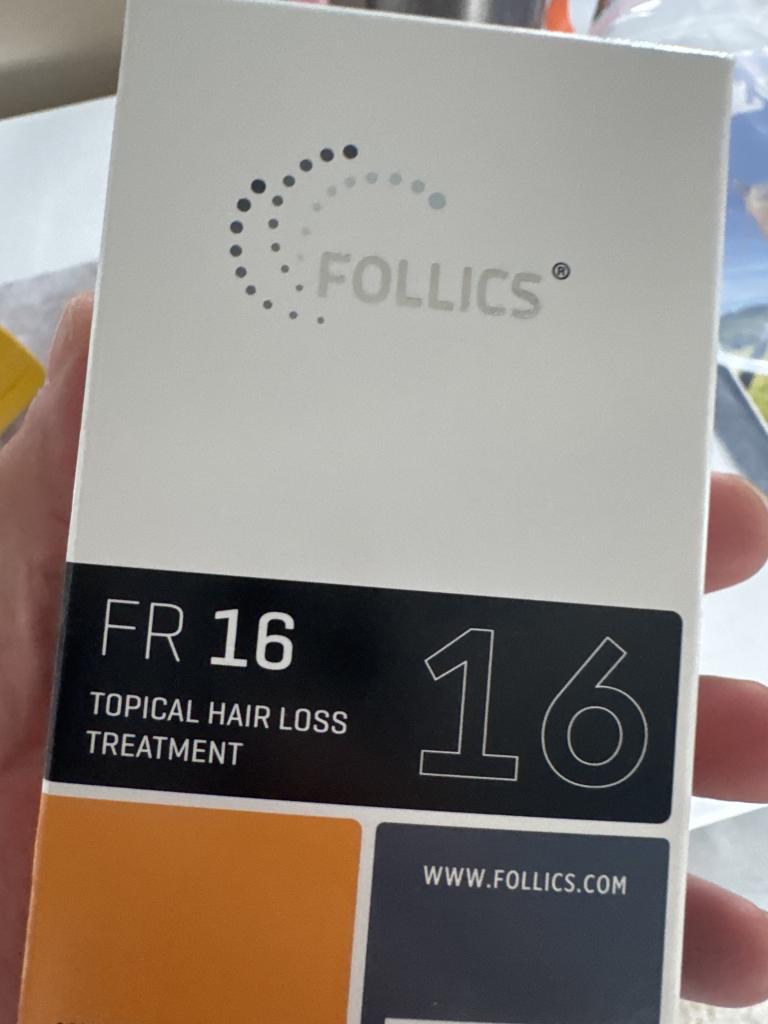 FOLLICS®
FR 16
16
TOPICAL HAIR LOSS
TREATMENT
WWW.FOLLICS.COM